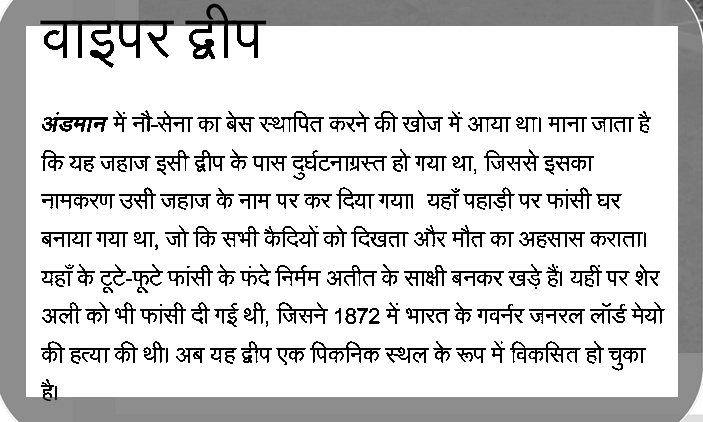 वाइपर द्वीप
अंडमान में नौ-सेना का बेस स्थापित करने की खोज में आया था। माना जाता है
कि यह जहाज इसी द्वीप के पास दुर्घटनाग्रस्त हो गया था, जिससे इसका
नामकरण उसी जहाज के नाम पर कर दिया गया। यहाँ पहाड़ी पर फांसी घर
बनाया गया था, जो कि सभी कैदियों को दिखता और मौत का अहसास कराता।
यहाँ के टूटे-फूटे फांसी के फंदे निर्मम अतीत के साक्षी बनकर खड़े हैं। यहीं पर शेर
अली को भी फांसी दी गई थी, जिसने 1872 में भारत के गवर्नर जनरल लॉर्ड मेयो
की हत्या की थी। अब यह द्वीप एक पिकनिक स्थल के रूप में विकसित हो चुका
है।